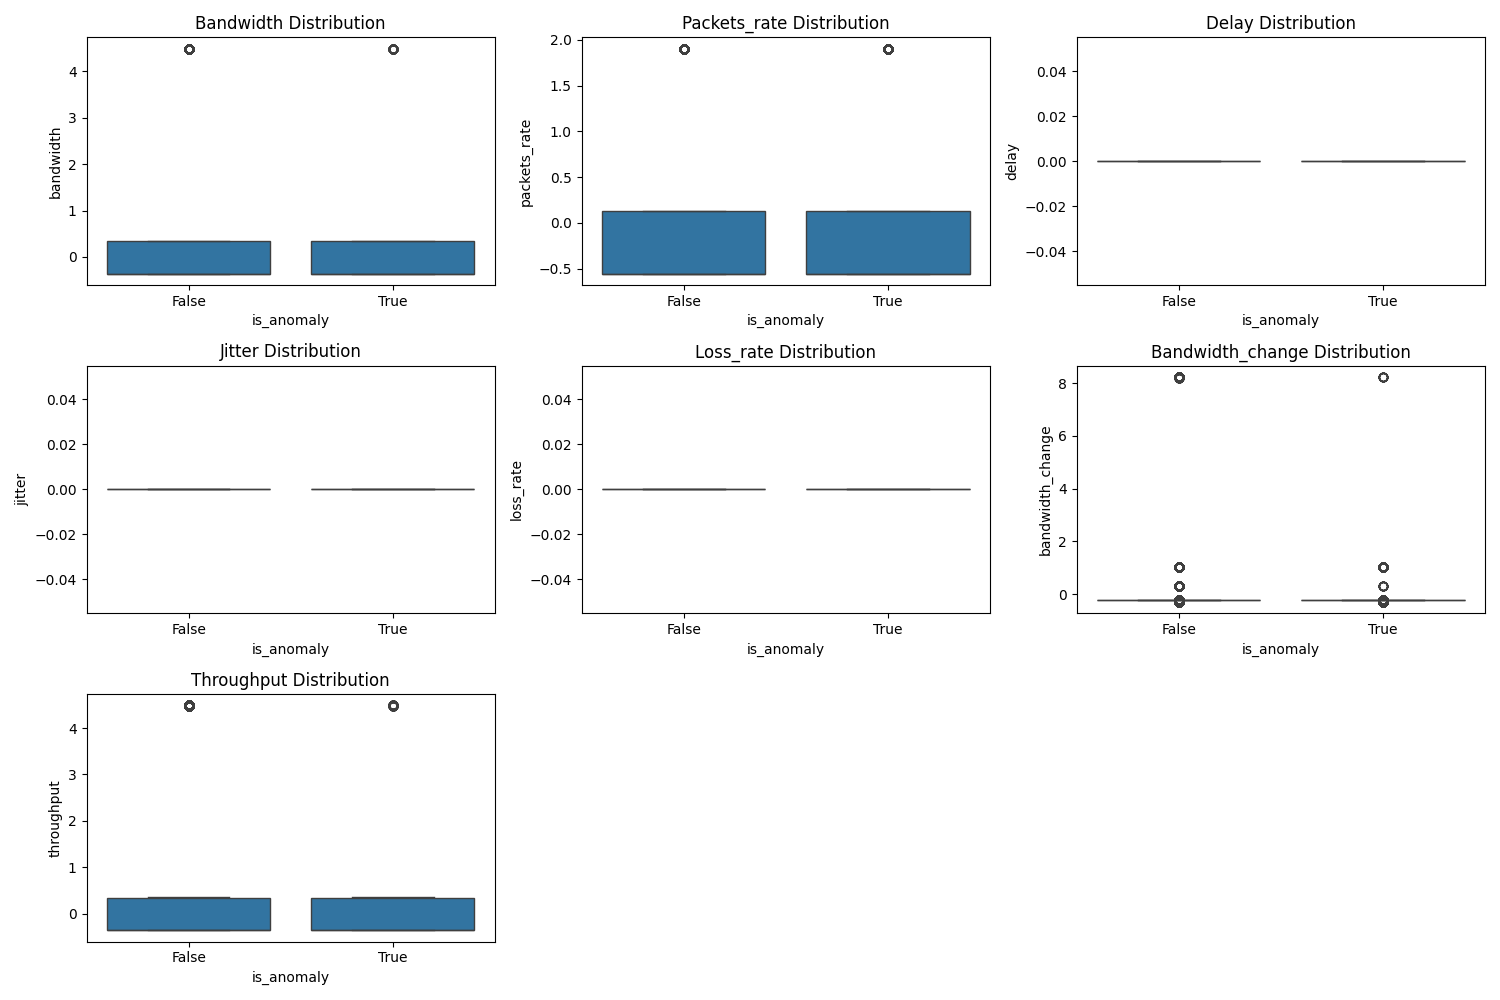 Bandwidth Distribution
4
3
2
1
0
bandwidth
False
True
is_anomaly
Packets_rate Distribution
2.0
1.5
1.0
0.5
0.0
−0.5
packets_rate
False
True
is_anomaly
Delay Distribution
0.04
0.02
0.00
−0.02
−0.04
delay
False
True
is_anomaly
Jitter Distribution
0.04
0.02
0.00
−0.02
−0.04
jitter
False
True
is_anomaly
Loss_rate Distribution
0.04
0.02
0.00
−0.02
−0.04
loss_rate
False
True
is_anomaly
Bandwidth_change Distribution
8
6
4
2
0
bandwidth_change
False
True
is_anomaly
Throughput Distribution
4
3
2
1
0
throughput
False
True
is_anomaly